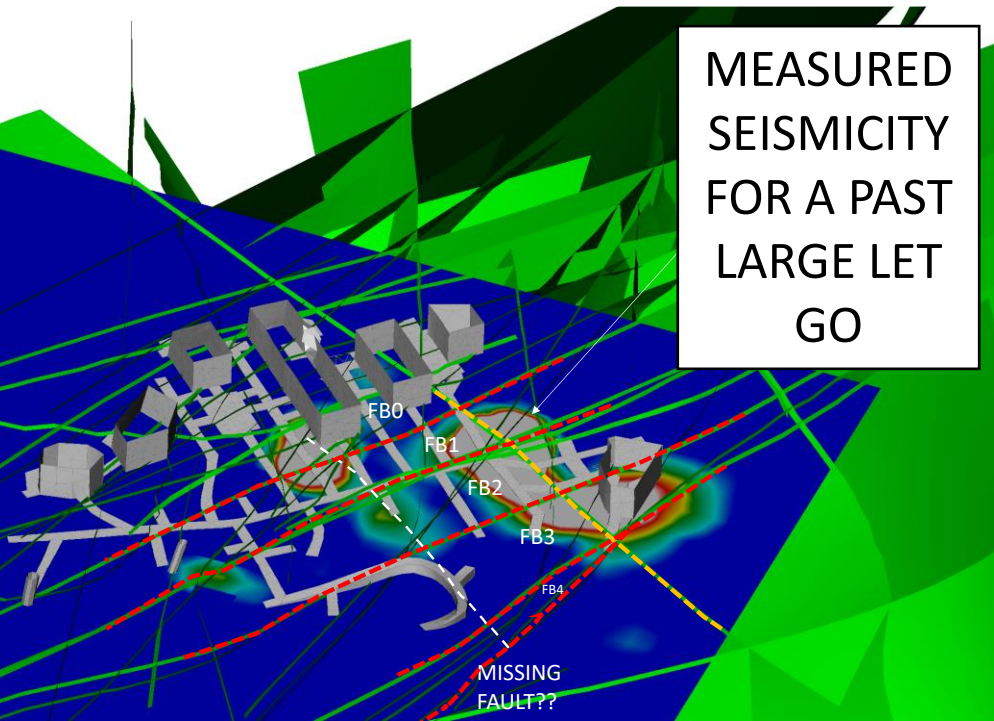 MEASURED
SEISMICITY
FOR A PAST
LARGE LET
GO
FB0
FB1
FB2
FB3
FB4
MISSING
FAULT??